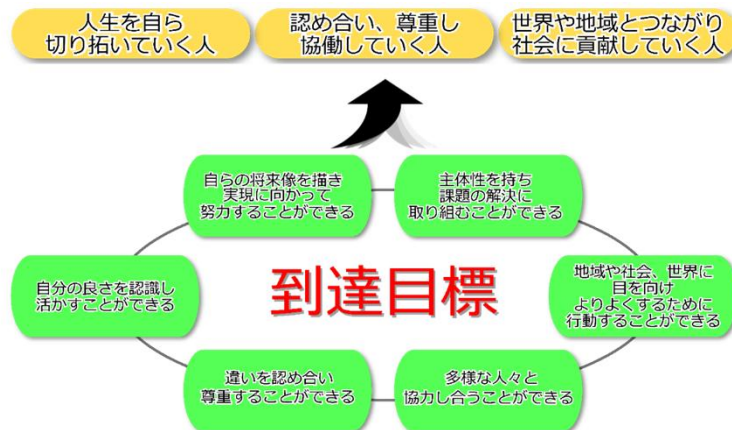 人生を自ら
切り拓いていく人
認め合い、尊重し
協働していく人
世界や地域とつながり
社会に貢献していく人
自らの将来像を描き
実現に向かって
努力することができる
主体性を持ち
課題の解決に
取り組むことができる
自分の良さを認識し
活かすことができる
到達目標
地域や社会、世界に
目を向け
よりよくするために
行動することができる
違いを認め合い
尊重することができる
多様な人々と
協力し合うことができる